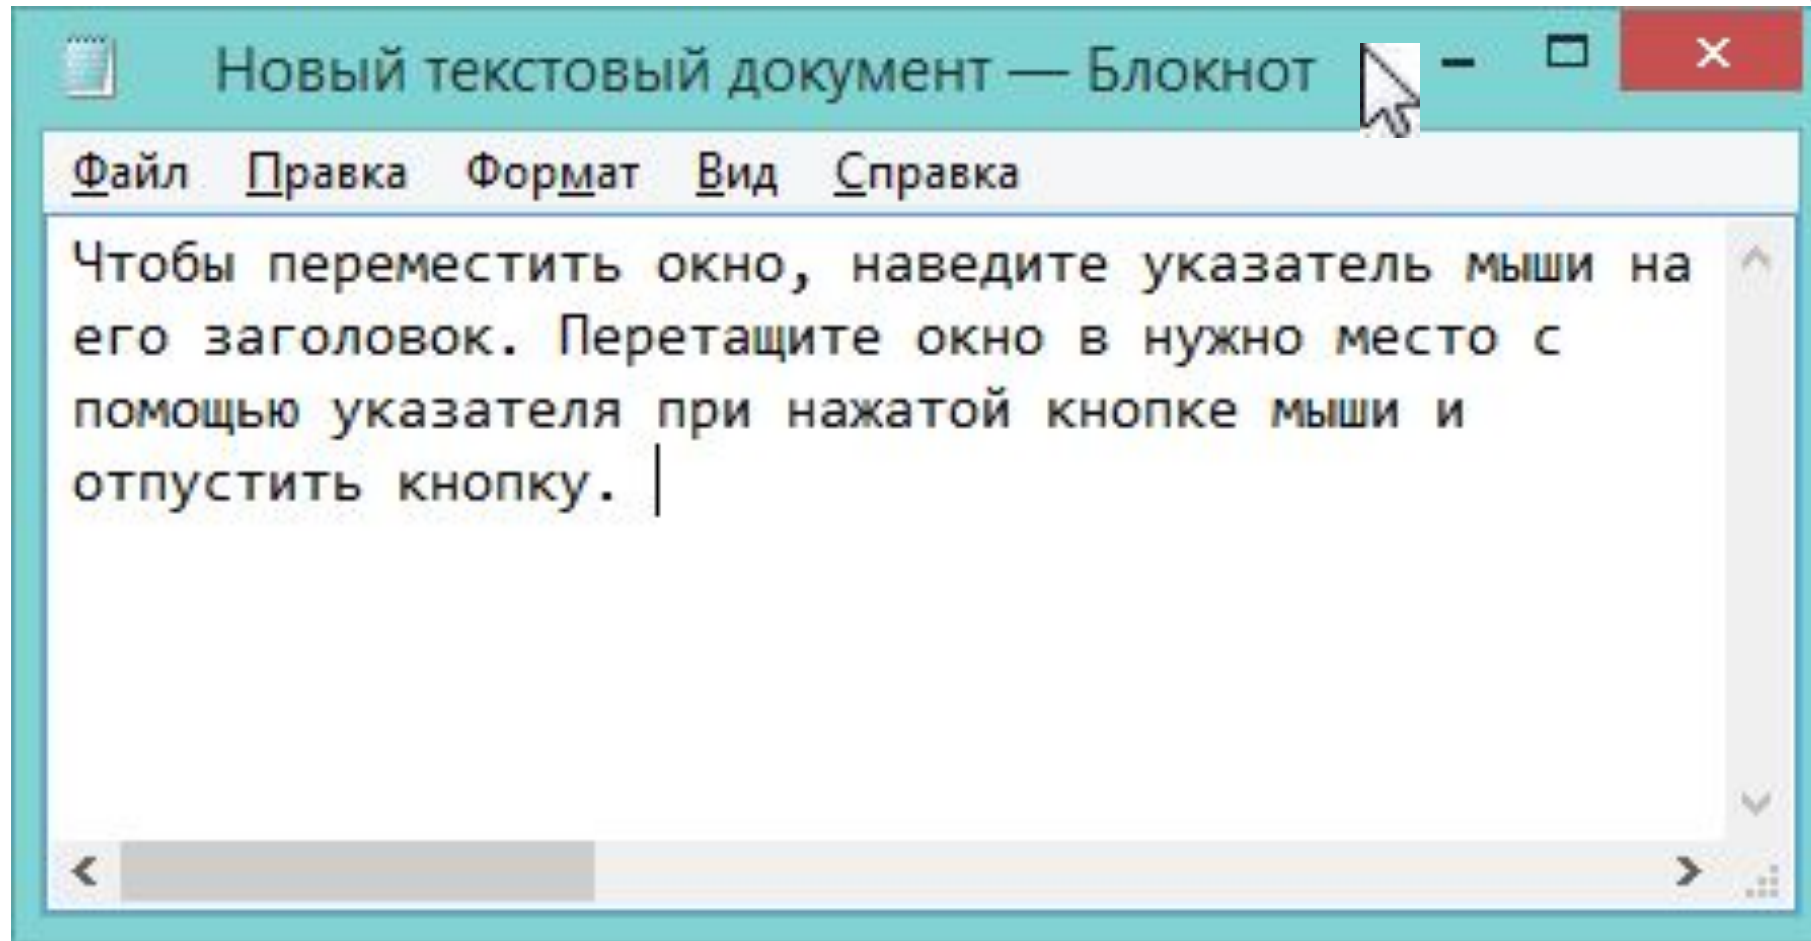 Новый текстовый документ — Блокнот
Файл Правка Формат Вид Справка
Чтобы переместить окно, наведите указатель мыши на
его заголовок. Перетащите окно в нужно место с
помощью указателя при нажатой кнопке мыши и
отпустить кнопку.